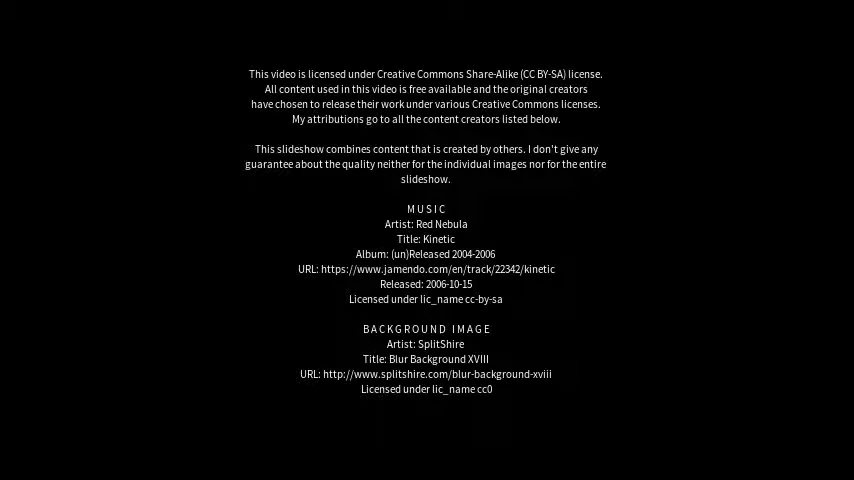 This video is licensed under Creative Commons Share-Alike (CC BY-SA) license.
All content used in this video is free available and the original creators
have chosen to release their work under various Creative Commons licenses.
My attributions go to all the content creators listed below.
This slideshow combines content that is created by others. I don't give any
guarantee about the quality neither for the individual images nor for the entire
slideshow.
MUSIC
Artist: Red Nebula
Title: Kinetic
Album: (un)Released 2004-2006
URL: https://www.jamendo.com/en/track/22342/kinetic
Released: 2006-10-15
Licensed under lic_name cc-by-sa
BACKGROUND IMAGE
Artist: SplitShire
Title: Blur Background XVIII
URL: http://www.splitshire.com/blur-background-xviii
Licensed under lic_name cc0